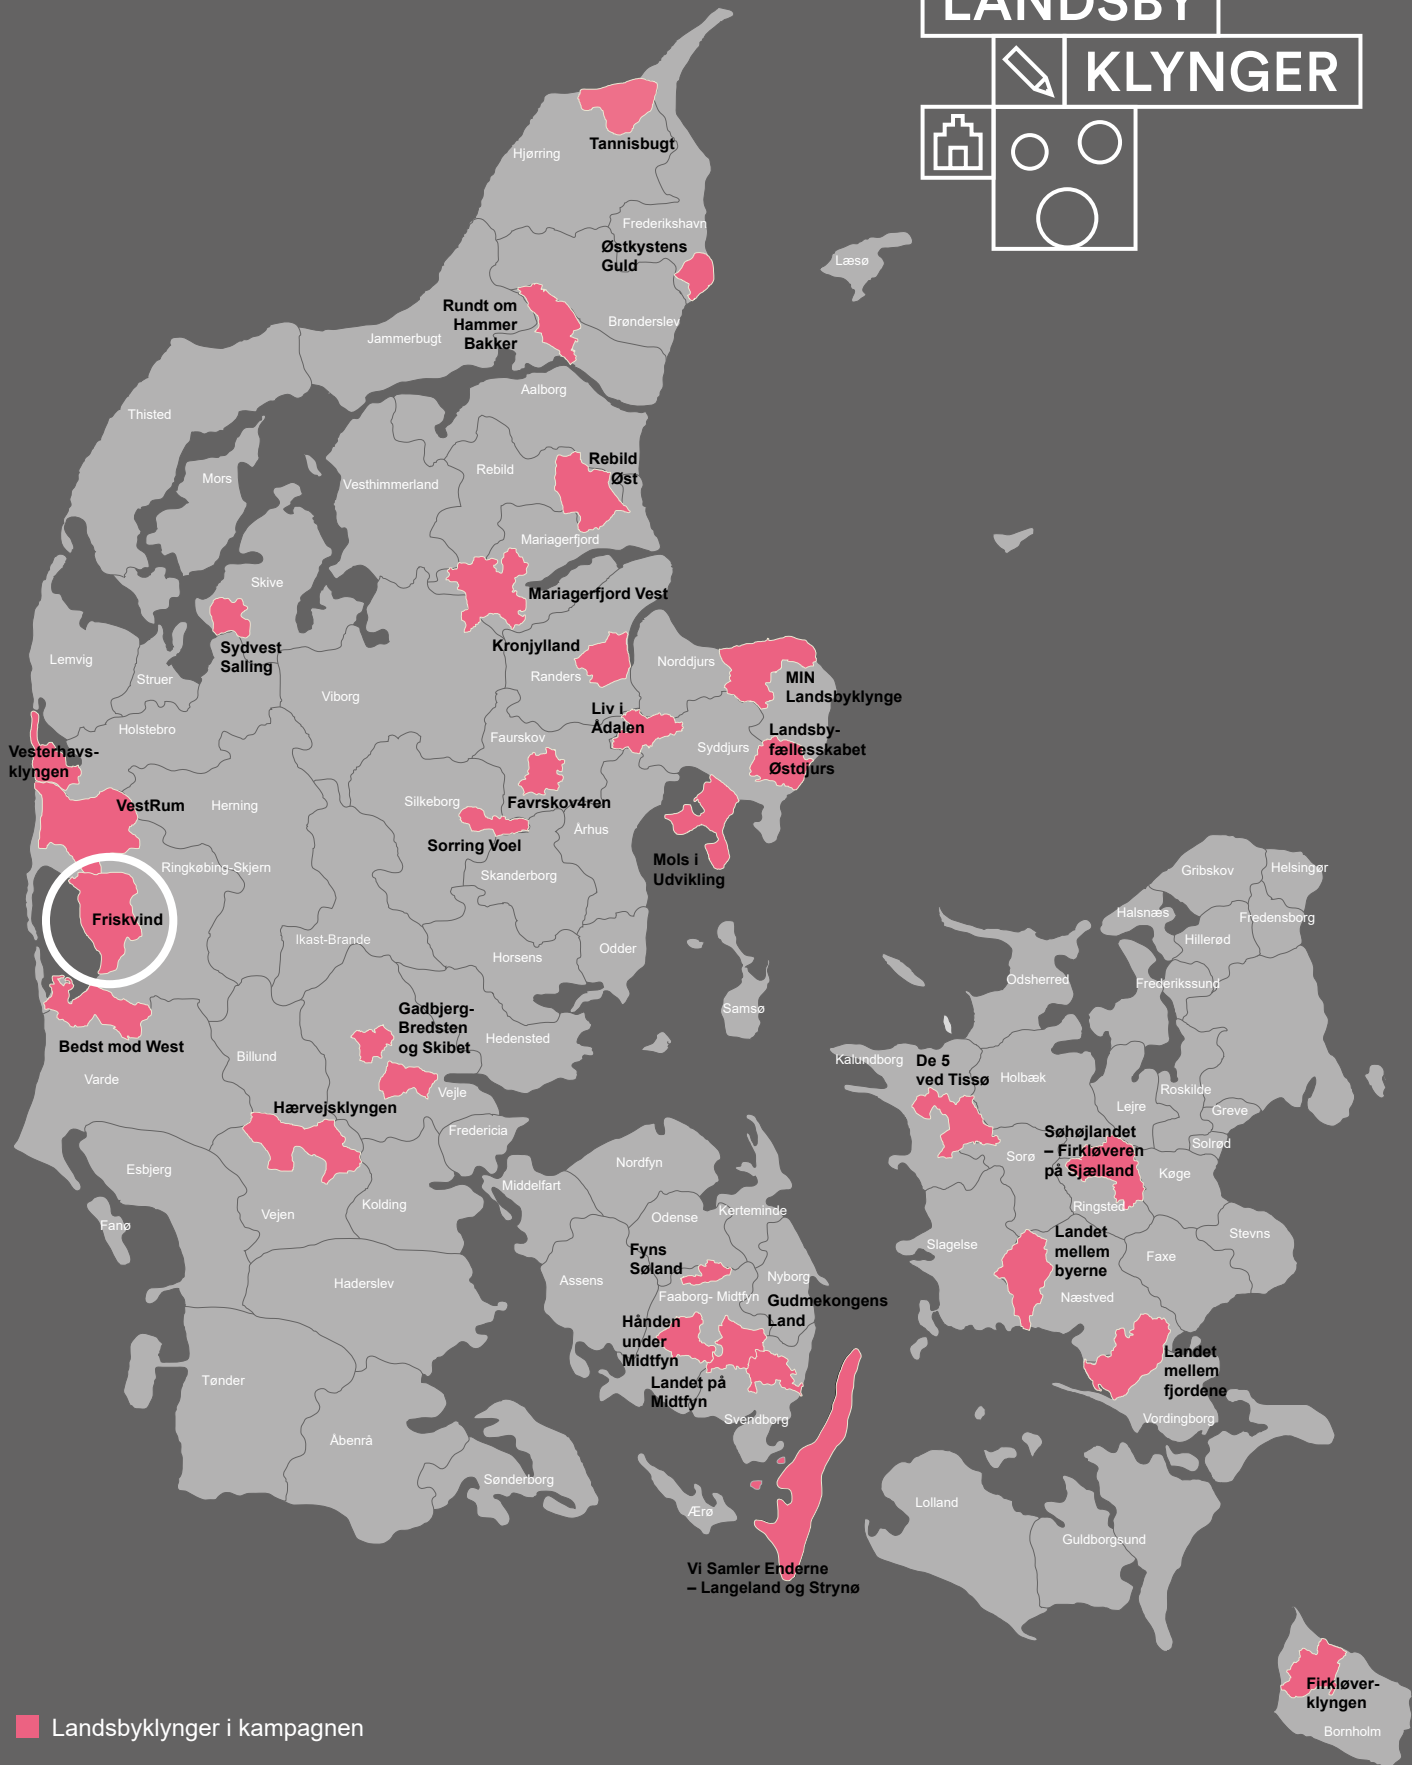 LANDSBY
KLYNGER
Tannisbugt
Hjørring
Frederikshavn
Østkystens
Guld
Læsø
Rundt om
Hammer
Bakker
Brønderslev
Jammerbugt
Aalborg
Thisted
Rebild
Øst
Rebild
Mors
Vesthimmerland
Mariagerfjord
Skive
Mariagerfjord Vest
Sydvest
Salling
Kronjylland
Lemvig
Norddjurs
Struer
Randers
MIN
Landsbyklynge
Viborg
Liv i
Ådalen
Holstebro
Faurskov
Landsby-
fællesskabet
Østdjurs
Syddjurs
Vesterhavs-
klyngen
VestRum
Herning
Silkeborg
Favrskov4ren
Århus
Sorring Voel
Mols i
Udvikling
Ringkøbing-Skjern
Skanderborg
Gribskov
Helsingør
Friskvind
Halsnæs
Fredensborg
Ikast-Brande
Hillerød
Odder
Horsens
Odsherred
Frederikssund
Gadbjerg-
Bredsten
og Skibet
Samsø
Hedensted
Bedst mod West
Billund
Kalundborg
De 5
ved Tissø
Holbæk
Varde
Vejle
Roskilde
Hærvejsklyngen
Lejre
Greve
Fredericia
Søhøjlandet
– Firkløveren
på Sjælland
Solrød
Sorø
Nordfyn
Esbjerg
Køge
Middelfart
Kolding
Ringsted
Vejen
Odense
Kerteminde
Fanø
Stevns
Landet
mellem
byerne
Slagelse
Fyns
Søland
Faxe
Haderslev
Assens
Nyborg
Faaborg- Midtfyn
Næstved
Gudmekongens
Land
Hånden
under
Midtfyn
Landet
mellem
fjordene
Tønder
Landet på
Midtfyn
Svendborg
Vordingborg
Åbenrå
Sønderborg
Lolland
Ærø
Guldborgsund
Vi Samler Enderne
– Langeland og Strynø
Firkløver-
klyngen
Bornholm
Landsbyklynger i kampagnen